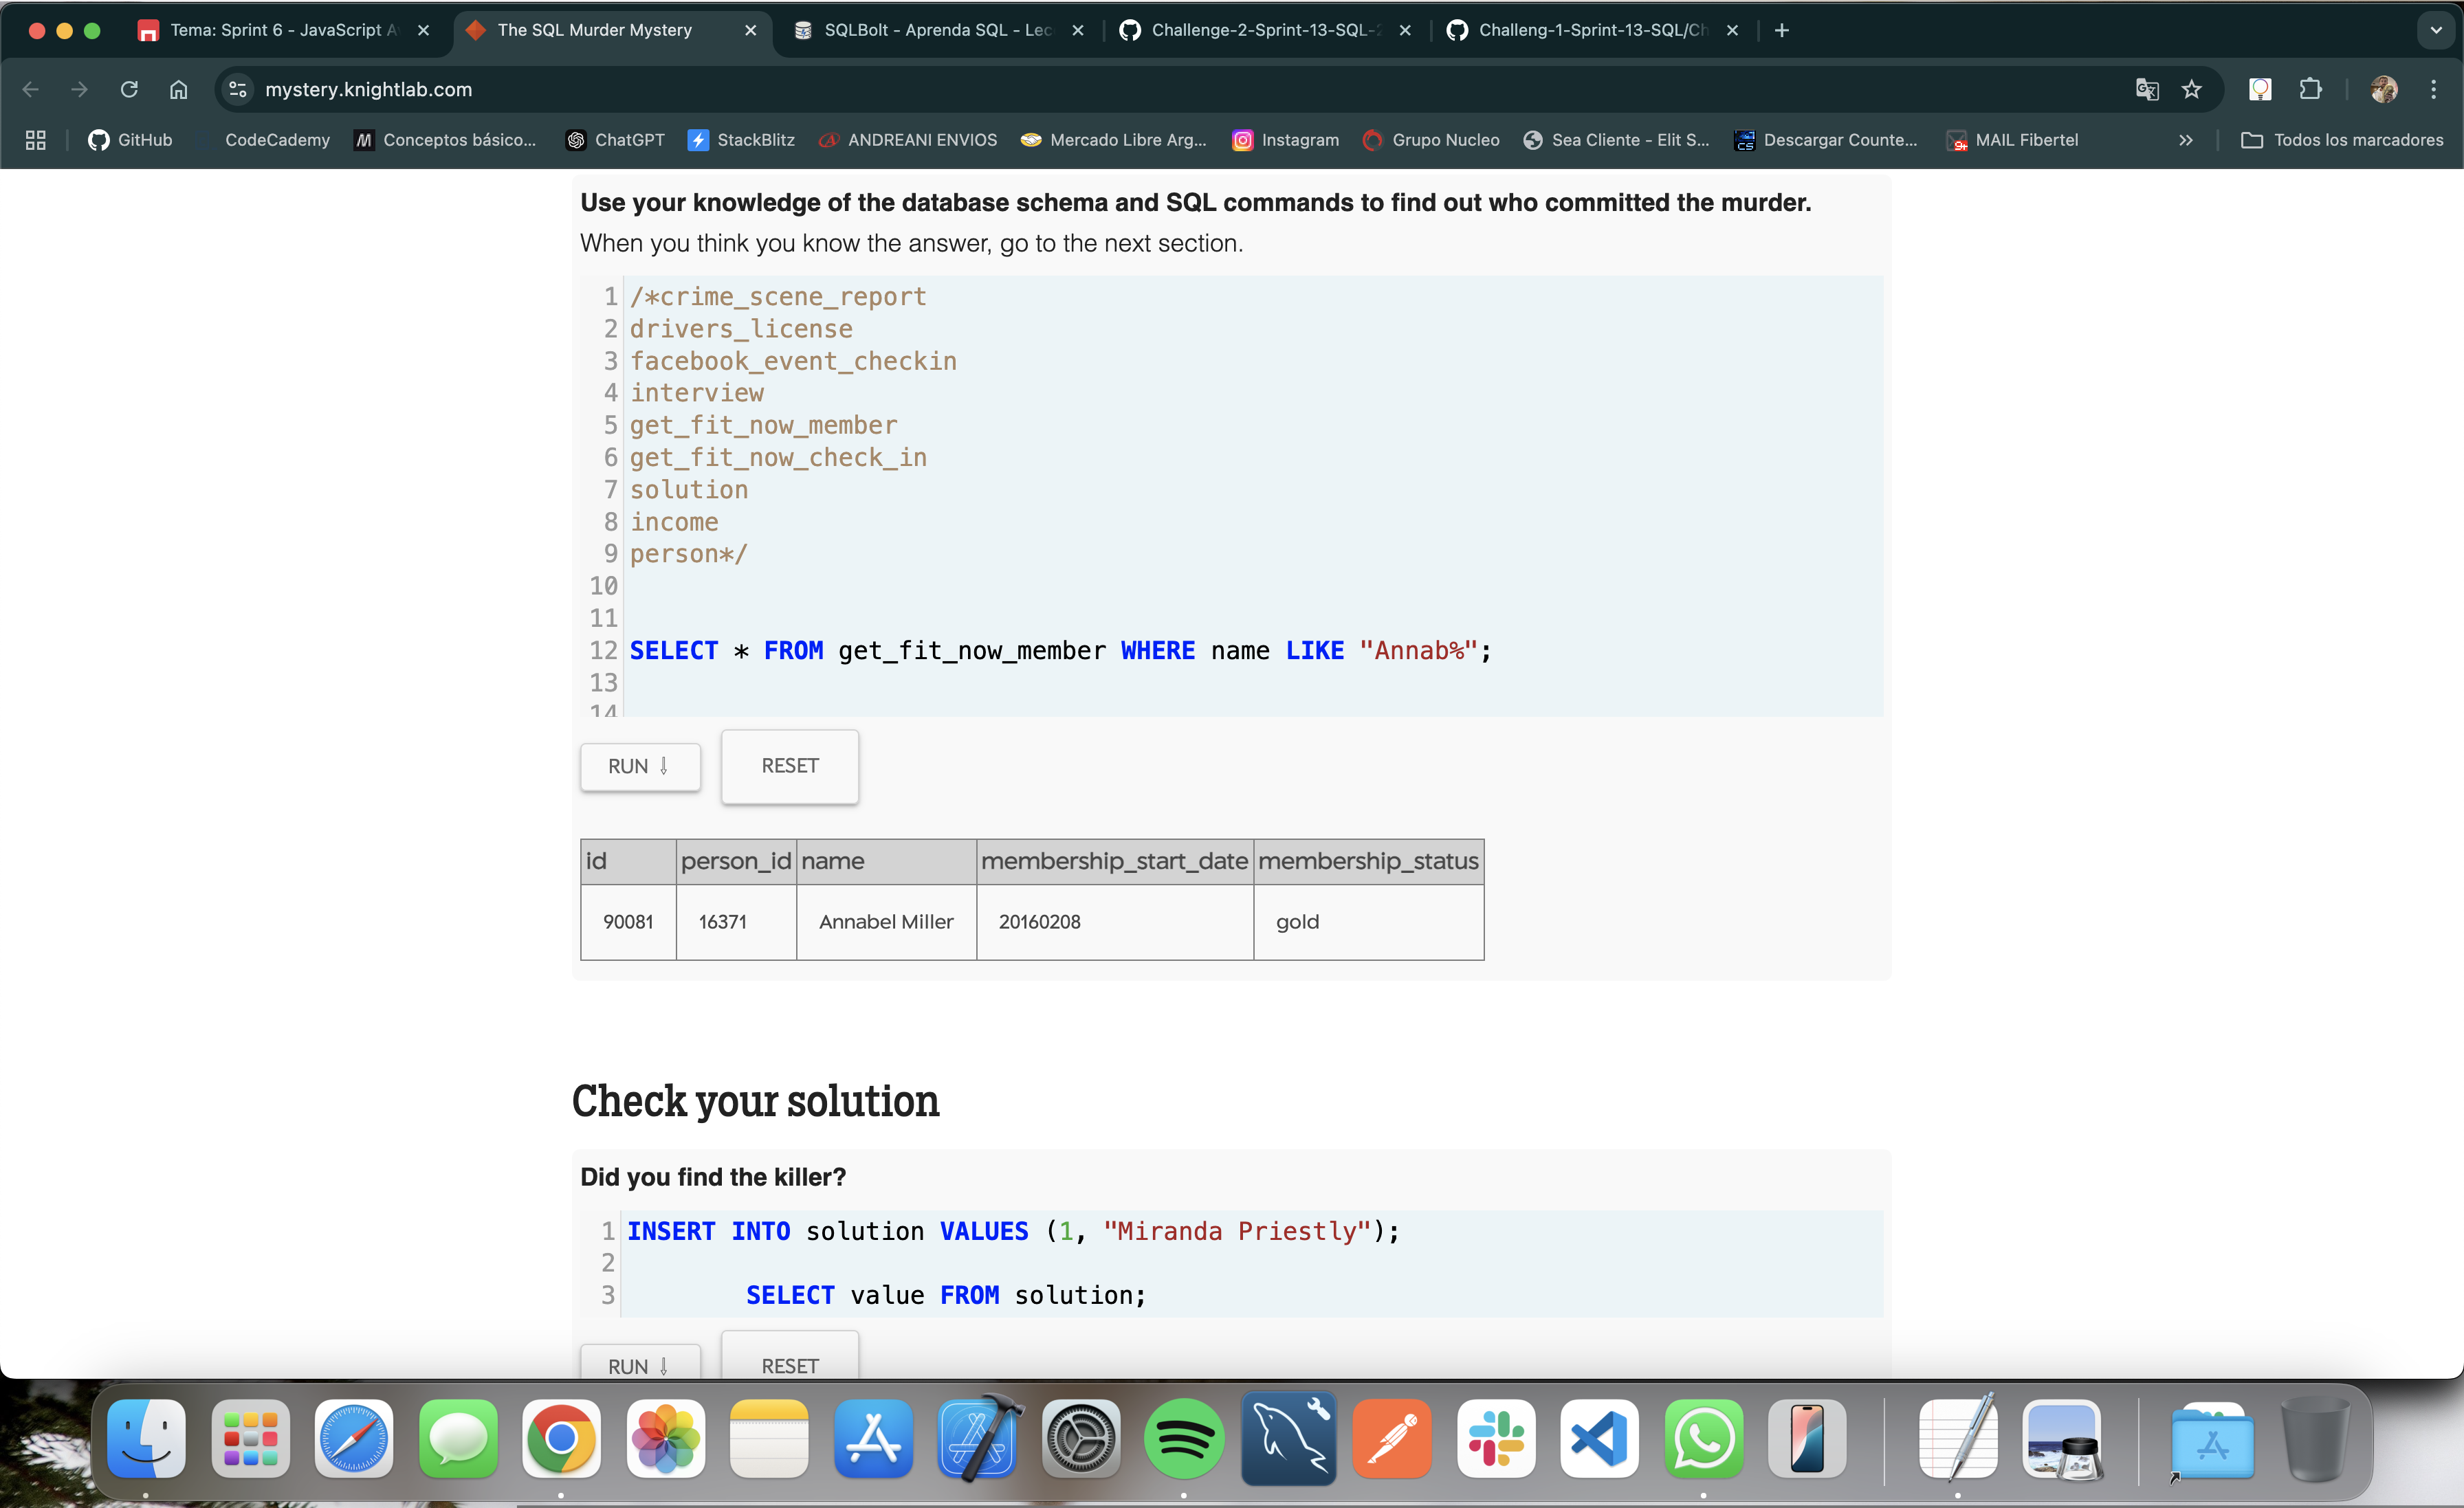 Tema: Sprint 6 - JavaScript A
The SQL Murder Mystery
SQLBolt - Aprenda SQL - Lec
Challenge-2-Sprint-13-SQL-
Challeng-1-Sprint-13-SQL/Ch
mystery.knightlab.com
GitHub
CodeCademy
Conceptos básico...
ChatGPT
StackBlitz
ANDREANI ENVIOS
Mercado Libre Arg...
Instagram
Grupo Nucleo
Sea Cliente - Elit S...
Descargar Counte...
MAIL Fibertel
Todos los marcadores
Use your knowledge of the database schema and SQL commands to find out who committed the murder.
When you think you know the answer, go to the next section.
1 /*crime_scene_report
2 drivers_license
3 facebook_event_checkin
4 interview
5 get_fit_now_member
6 get_fit_now_check_in
7 solution
8 income
9 person*/
10
11
12 SELECT * FROM get_fit_now_member WHERE name LIKE "Annab%";
13
14
RUN ↓ RESET
id person_id name membership_start_date membership_status
90081 16371 Annabel Miller 20160208 gold
Check your solution
Did you find the killer?
1 INSERT INTO solution VALUES (1, "Miranda Priestly");
2
3 SELECT value FROM solution;
RUN ↓ RESET